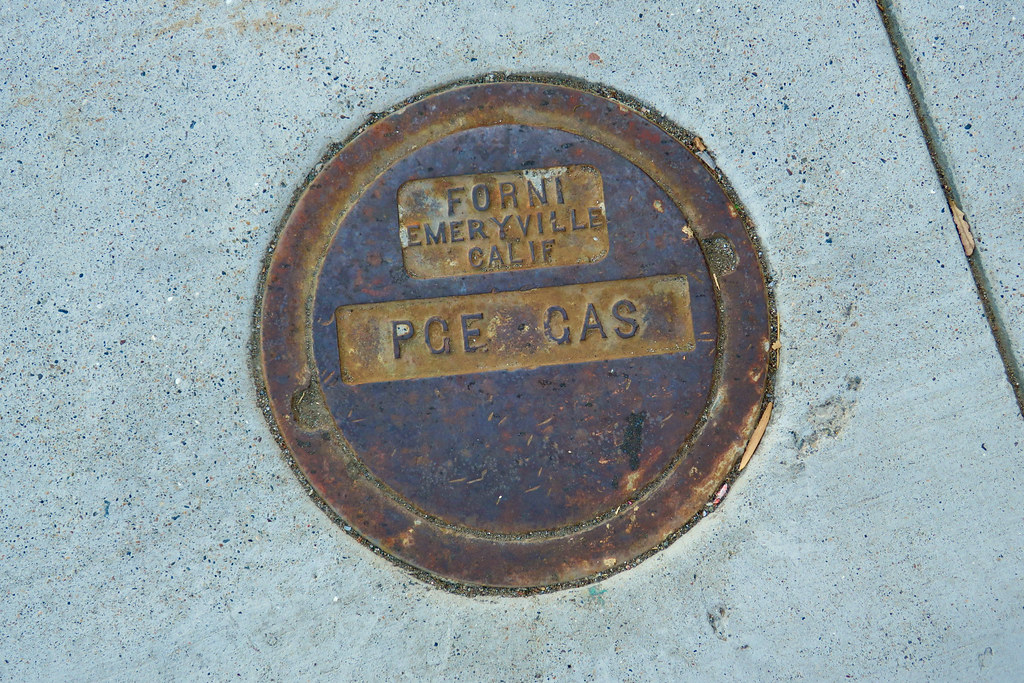 FORNI
EMERYVILLE
CALIF
PGE GAS